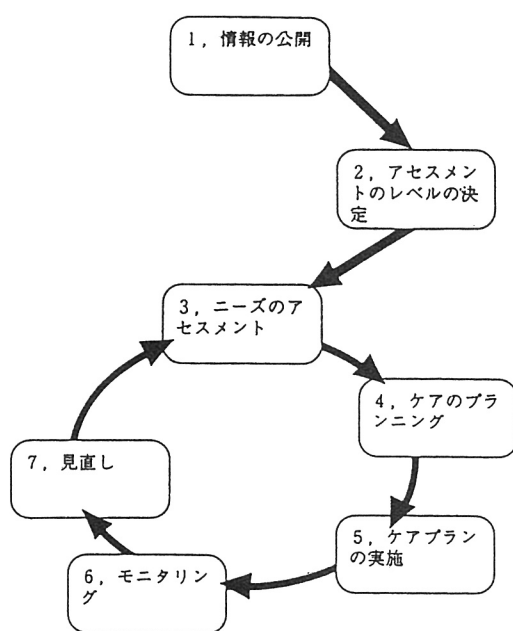 1，情報の公開
2，アセスメン
トのレベルの決
定
3，ニーズのア
セスメント
4，ケアのプラ
ンニング
5，ケアプラン
の実施
6，モニタリン
グ
7，見直し